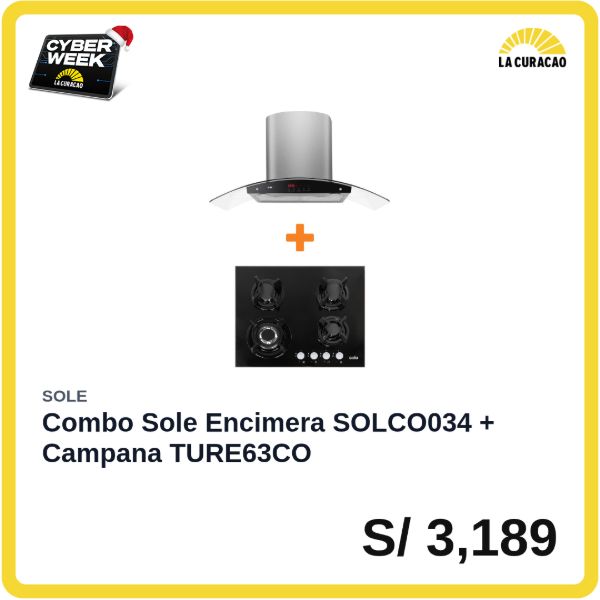 CYBER
WEEK
LA CURACAO
LA CURACAO
SOLE
Combo Sole Encimera SOLCO034 +
Campana TURE63CO
S/ 3,189